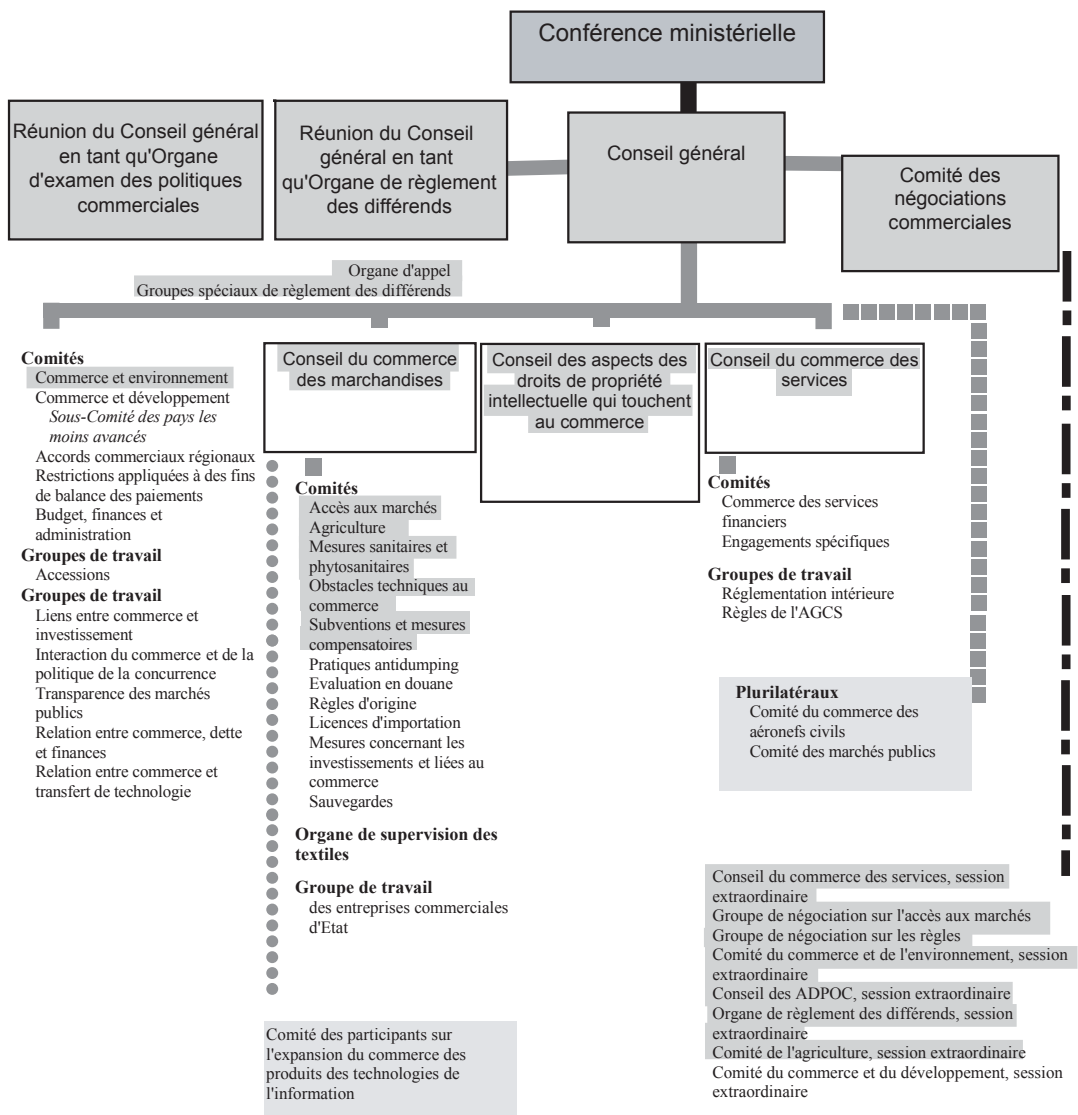 Conférence ministérielle
Réunion du Conseil général
en tant qu'Organe
d'examen des politiques
commerciales
Réunion du Conseil
général en tant
qu'Organe de règlement
des différends
Conseil général
Comité des
négociations
commerciales
Organe d'appel
Groupes spéciaux de règlement des différends
Comités
Commerce et environnement
Commerce et développement
Sous-Comité des pays les
moins avancés
Accords commerciaux régionaux
Restrictions appliquées à des fins
de balance des paiements
Budget, finances et
administration
Groupes de travail
Accessions
Groupes de travail
Liens entre commerce et
investissement
Interaction du commerce et de la
politique de la concurrence
Transparence des marchés
publics
Relation entre commerce, dette
et finances
Relation entre commerce et
transfert de technologie
Conseil du commerce
des marchandises
Comités
Accès aux marchés
Agriculture
Mesures sanitaires et
phytosanitaires
Obstacles techniques au
commerce
Subventions et mesures
compensatoires
Pratiques antidumping
Evaluation en douane
Règles d'origine
Licences d'importation
Mesures concernant les
investissements et liées au
commerce
Sauvegardes
Organe de supervision des
textiles
Groupe de travail
des entreprises commerciales
d'Etat
Comité des participants sur
l'expansion du commerce des
produits des technologies de
l'information
Conseil des aspects des
droits de propriété
intellectuelle qui touchent
au commerce
Conseil du commerce des
services
Comités
Commerce des services
financiers
Engagements spécifiques
Groupes de travail
Réglementation intérieure
Règles de l'AGCS
Plurilatéraux
Comité du commerce des
aéronefs civils
Comité des marchés publics
Conseil du commerce des services, session
extraordinaire
Groupe de négociation sur l'accès aux marchés
Groupe de négociation sur les règles
Comité du commerce et de l'environnement, session
extraordinaire
Conseil des ADPOC, session extraordinaire
Organe de règlement des différends, session
extraordinaire
Comité de l'agriculture, session extraordinaire
Comité du commerce et du développement, session
extraordinaire